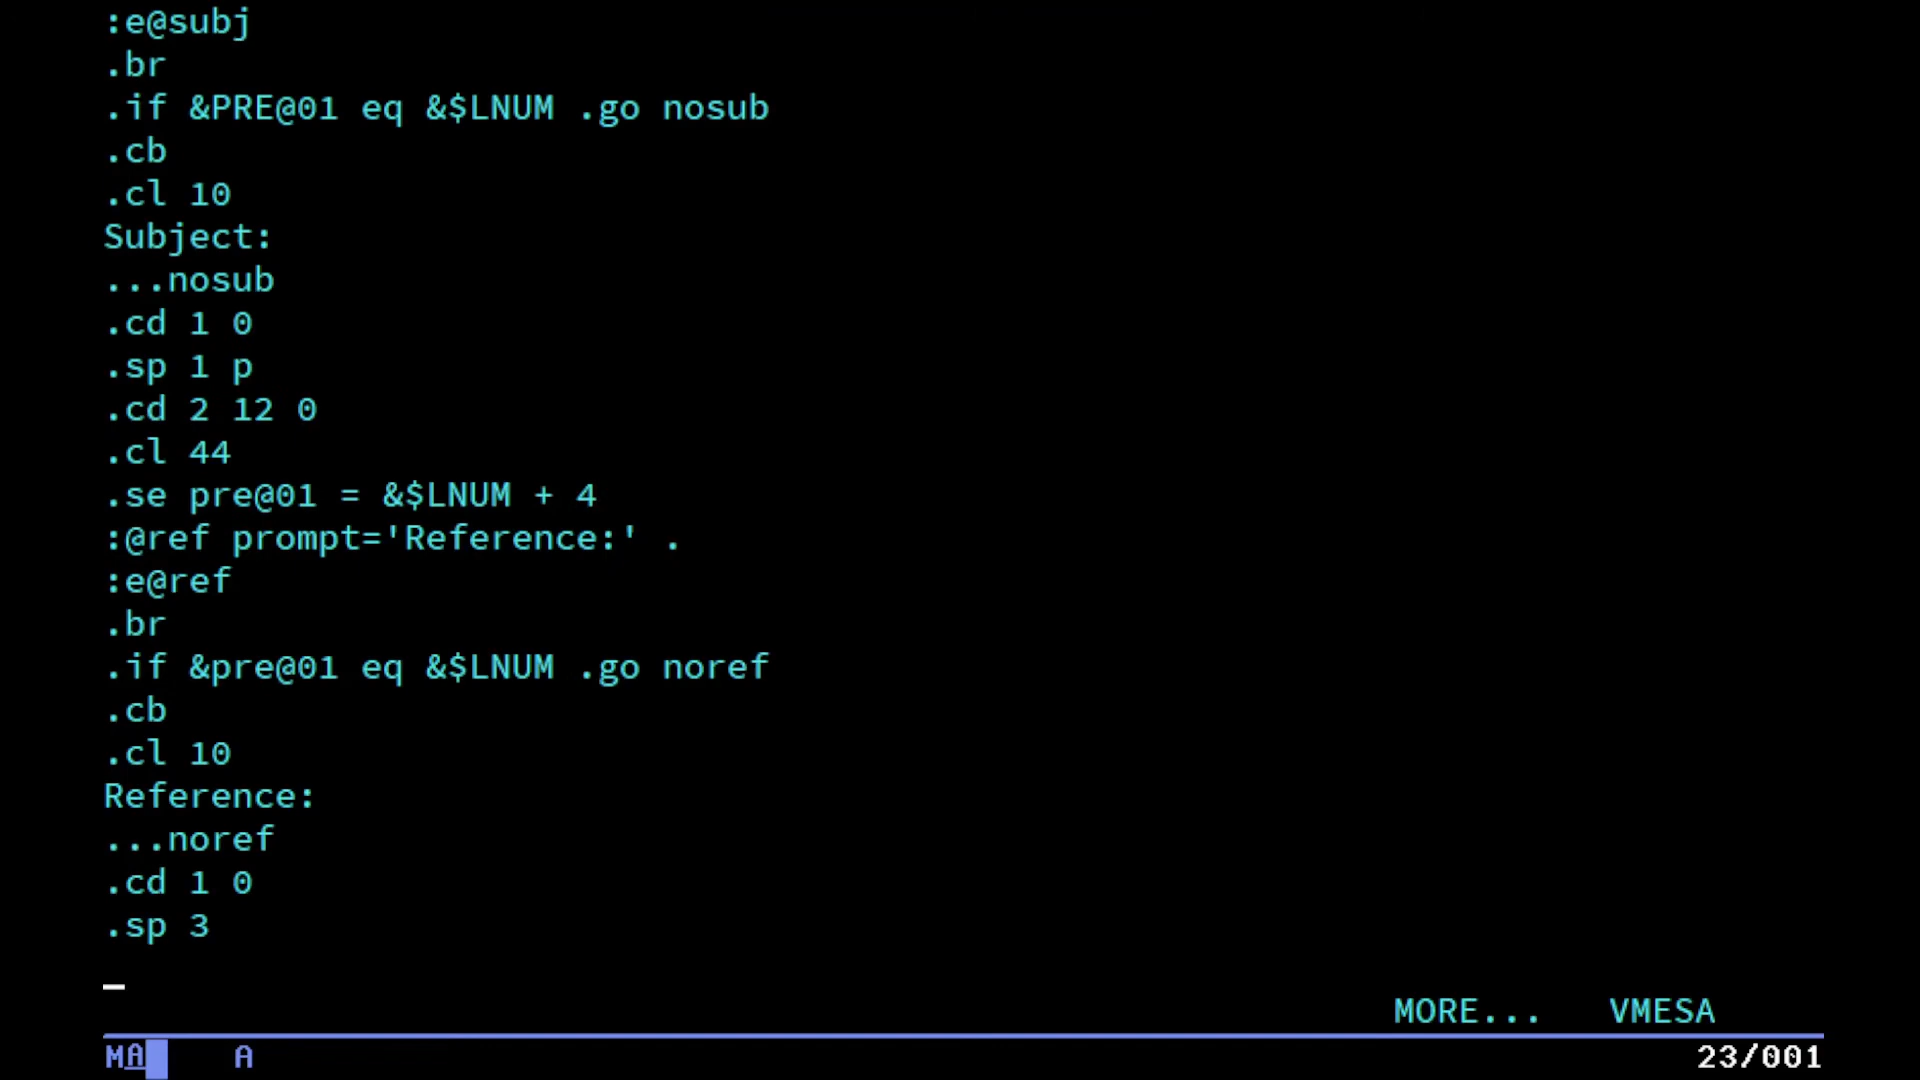 :e@subj
.br
.if &PRE@01 eq &$LNUM .go nosub
.cb
.cl 10
Subject:
...nosub
.cd 1 0
.sp 1 p
.cd 2 12 0
.cl 44
.se pre@01 = &$LNUM + 4
:@ref prompt='Reference:' .
:e@ref
.br
.if &pre@01 eq &$LNUM .go noref
.cb
.cl 10
Reference:
...noref
.cd 1 0
.sp 3
MORE...   VMESA
MA    A    23/001